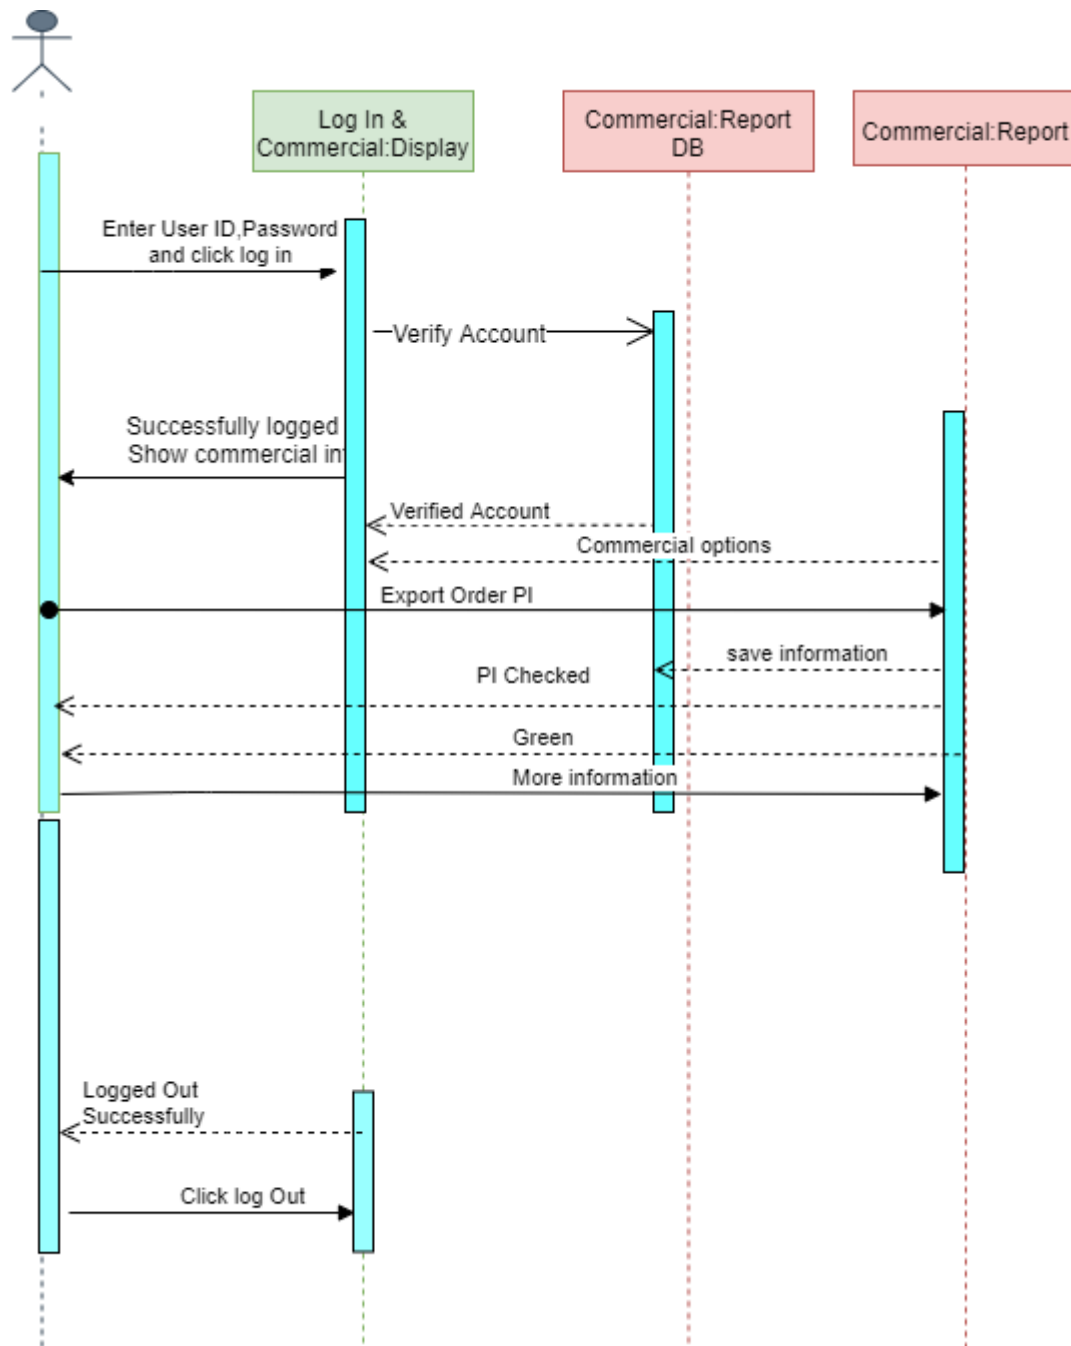 Log In &
Commercial:Display
Commercial:Report
DB
Commercial:Report
Enter User ID,Password
and click log in
Verify Account
Successfully logged
Show commercial in
Verified Account
Commercial options
Export Order PI
save information
PI Checked
Green
More information
Logged Out
Successfully
Click log Out